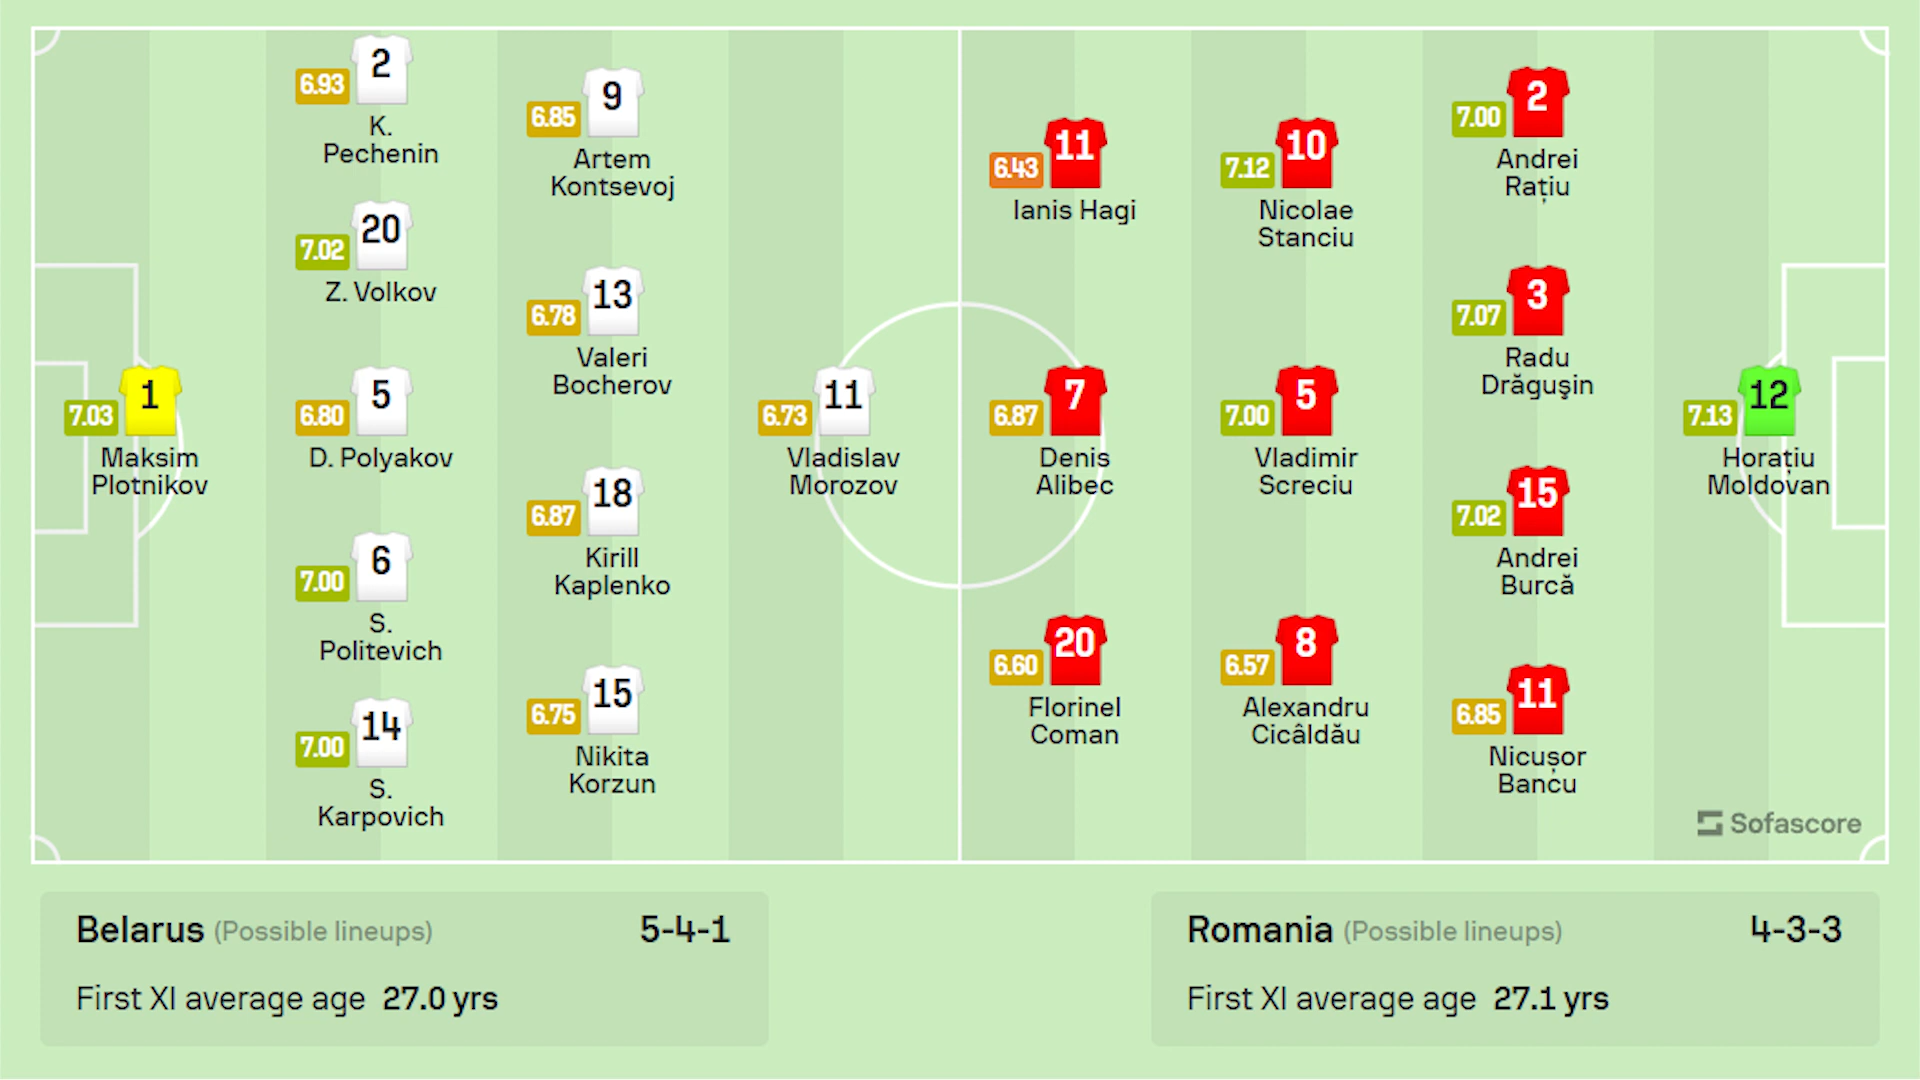 1
7.03
Maksim
Plotnikov
2
6.93
K.
Pechenin
20
7.02
Z. Volkov
5
6.80
D. Polyakov
6
7.00
S.
Politevich
14
7.00
S.
Karpovich
9
6.85
Artem
Kontsevoj
13
6.78
Valeri
Bocherov
18
6.87
Kirill
Kaplenko
15
6.75
Nikita
Korzun
11
6.73
Vladislav
Morozov
11
6.43
Ianis Hagi
7
6.87
Denis
Alibec
20
6.60
Florinel
Coman
10
7.12
Nicolae
Stanciu
5
7.00
Vladimir
Screciu
8
6.57
Alexandru
Cicâldău
2
7.00
Andrei
Rațiu
3
7.07
Radu
Drăgușin
15
7.02
Andrei
Burcă
11
6.85
Nicușor
Bancu
12
7.13
Horațiu
Moldovan
Sofascore
Belarus (Possible lineups) 5-4-1
First XI average age 27.0 yrs
Romania (Possible lineups) 4-3-3
First XI average age 27.1 yrs